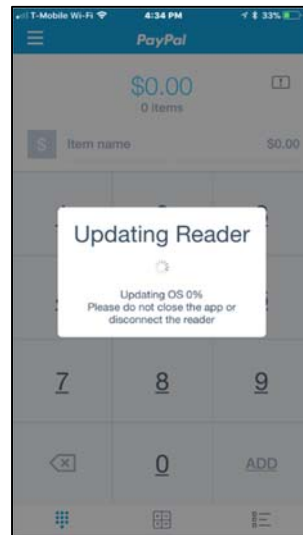 T-Mobile Wi-Fi 4:34 PM 33%
PayPal
$0.00
0 items
S Item name $0.00
Updating Reader
Updating OS 0%
Please do not close the app or
disconnect the reader
7 8 9
0 ADD